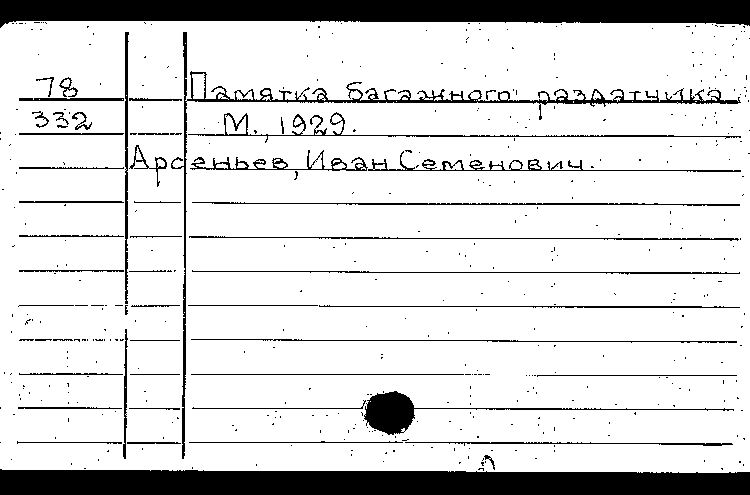 78 Памятка багажного раздатчика
332 М., 1929.
Арсеньев, Иван Семенович.